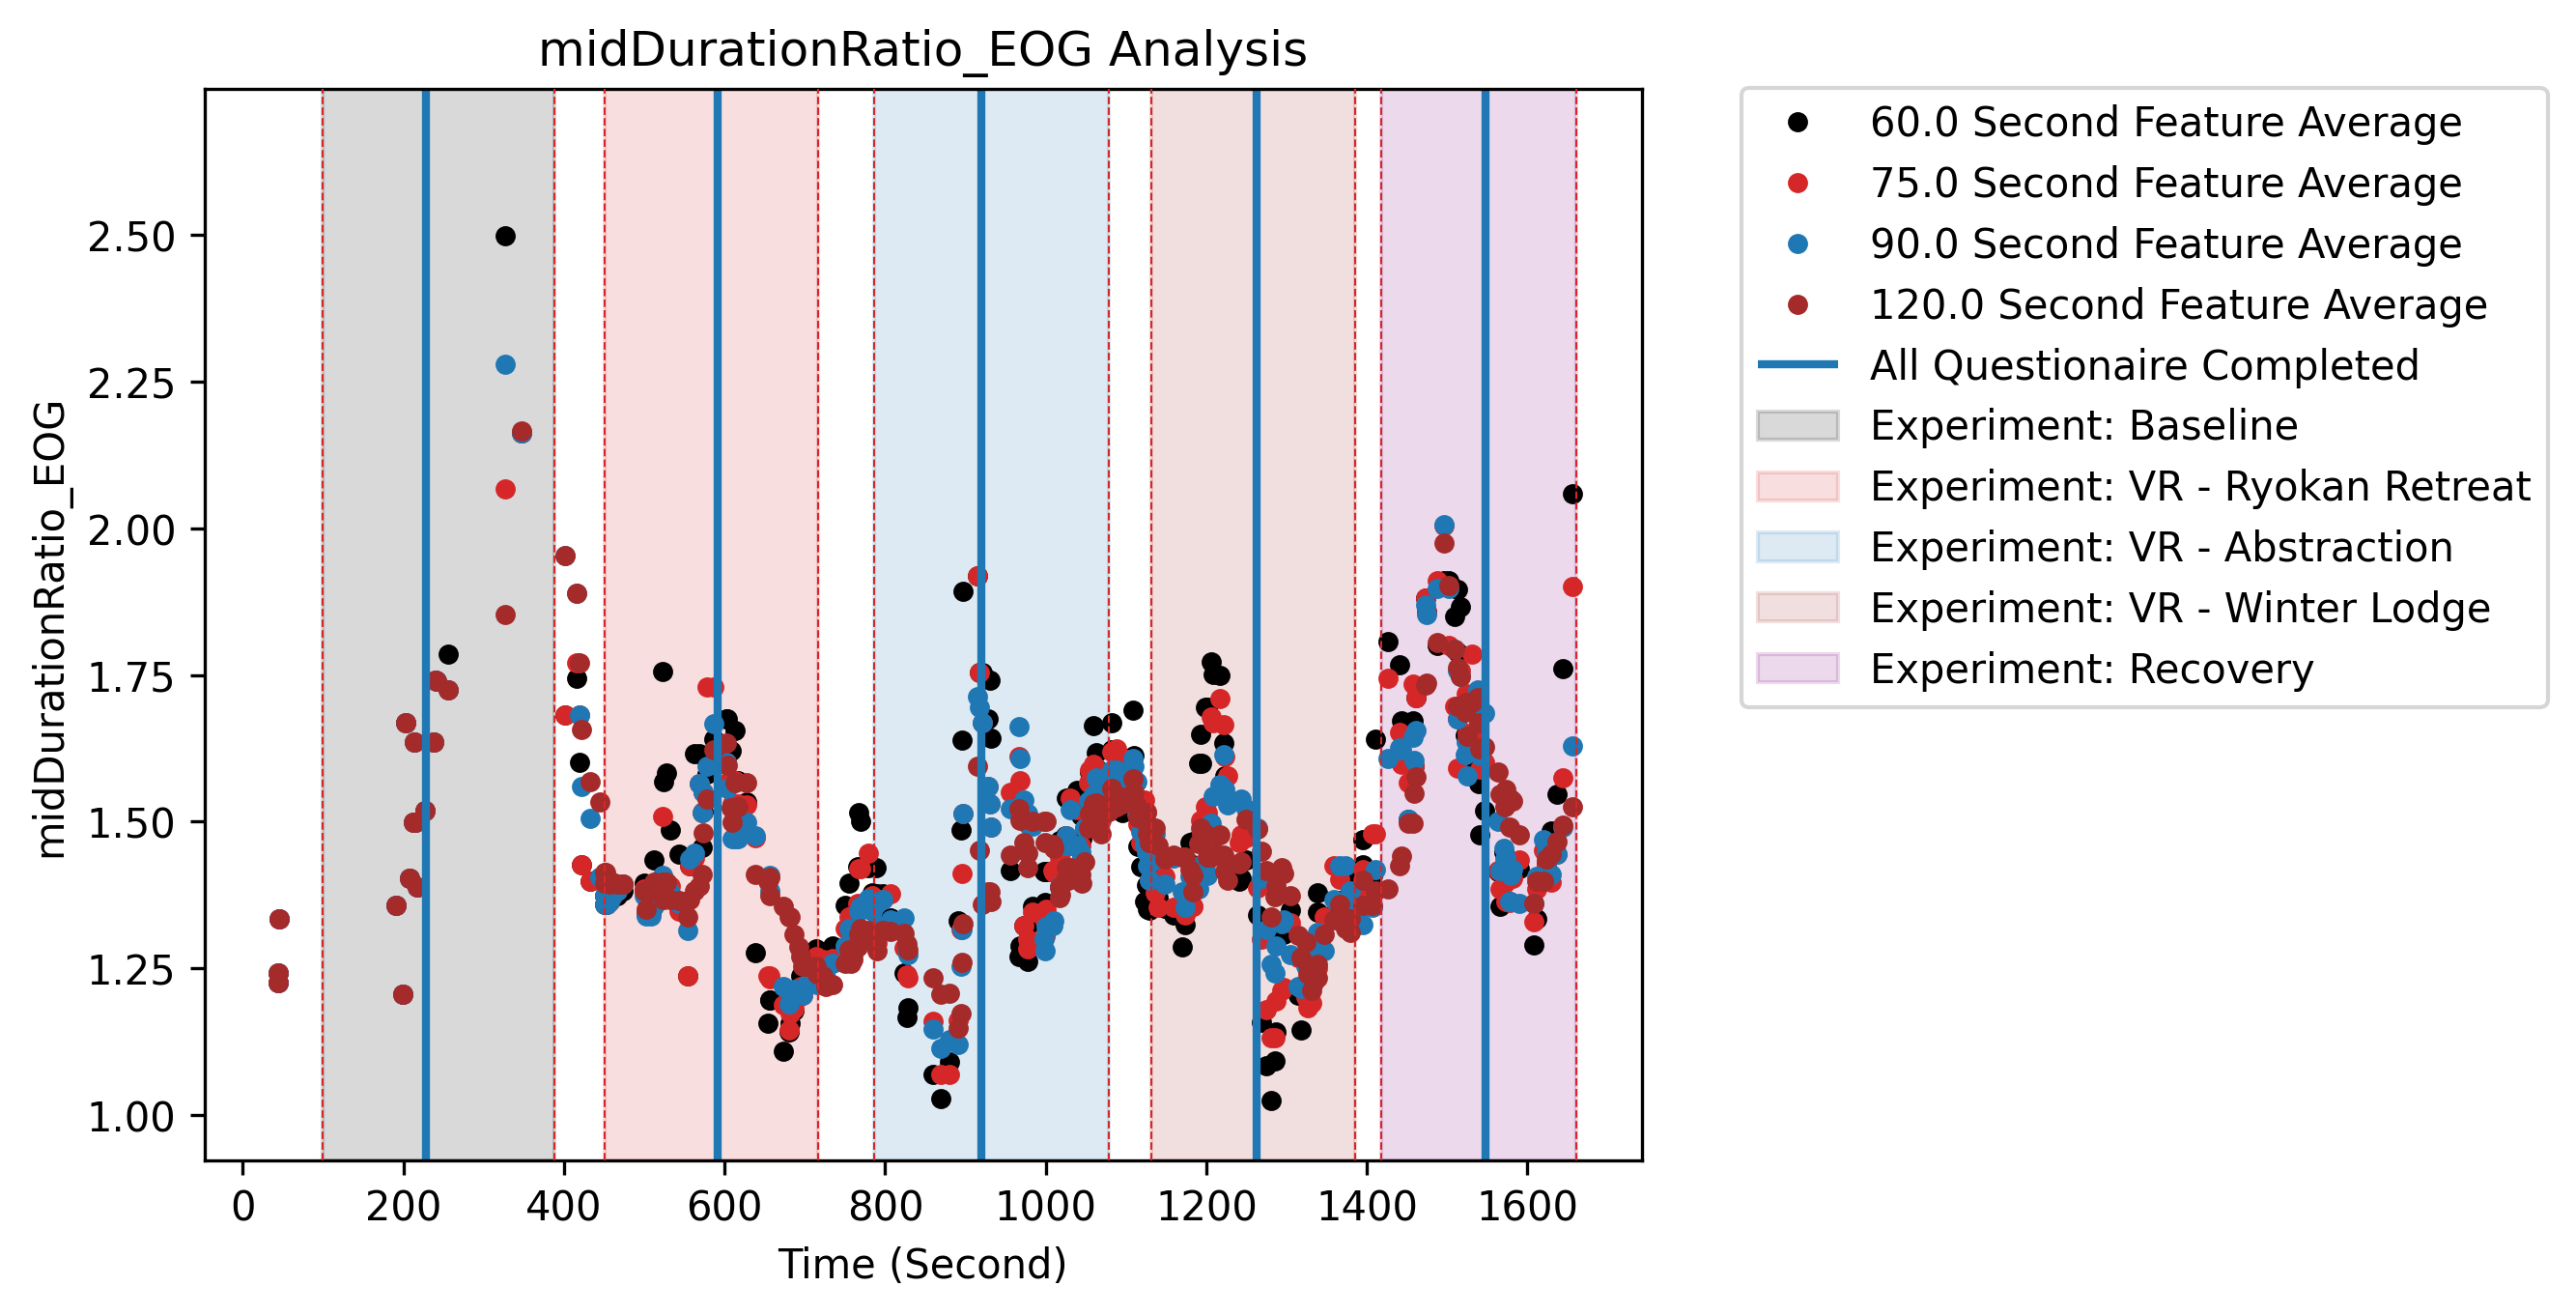 midDurationRatio_EOG Analysis
midDurationRatio_EOG
2.50
2.25
2.00
1.75
1.50
1.25
1.00
0 200 400 600 800 1000 1200 1400 1600
Time (Second)
60.0 Second Feature Average
75.0 Second Feature Average
90.0 Second Feature Average
120.0 Second Feature Average
All Questionaire Completed
Experiment: Baseline
Experiment: VR - Ryokan Retreat
Experiment: VR - Abstraction
Experiment: VR - Winter Lodge
Experiment: Recovery